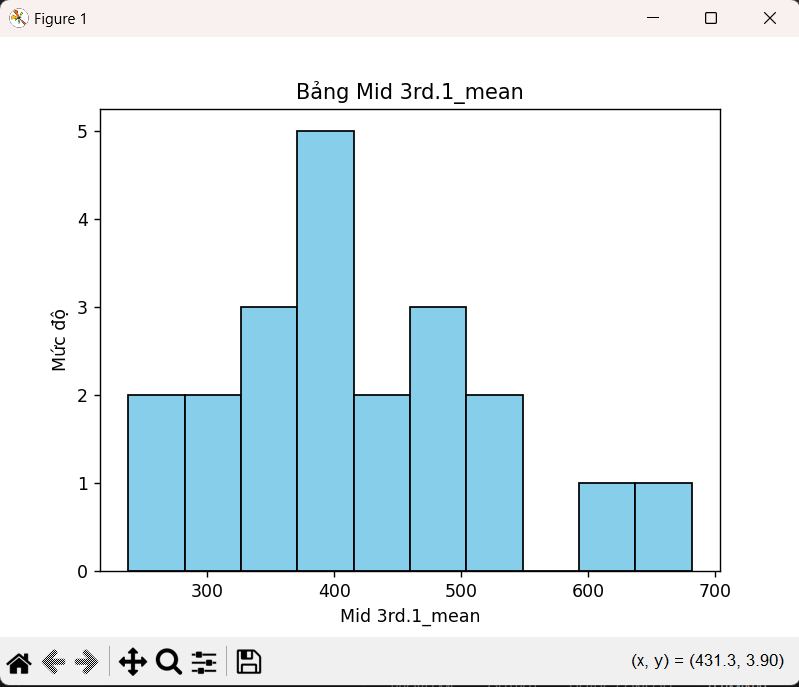 Figure 1
Bảng Mid 3rd.1_mean
5
4
3
2
1
0
Mức độ
300 400 500 600 700
Mid 3rd.1_mean
(x, y) = (431.3, 3.90)